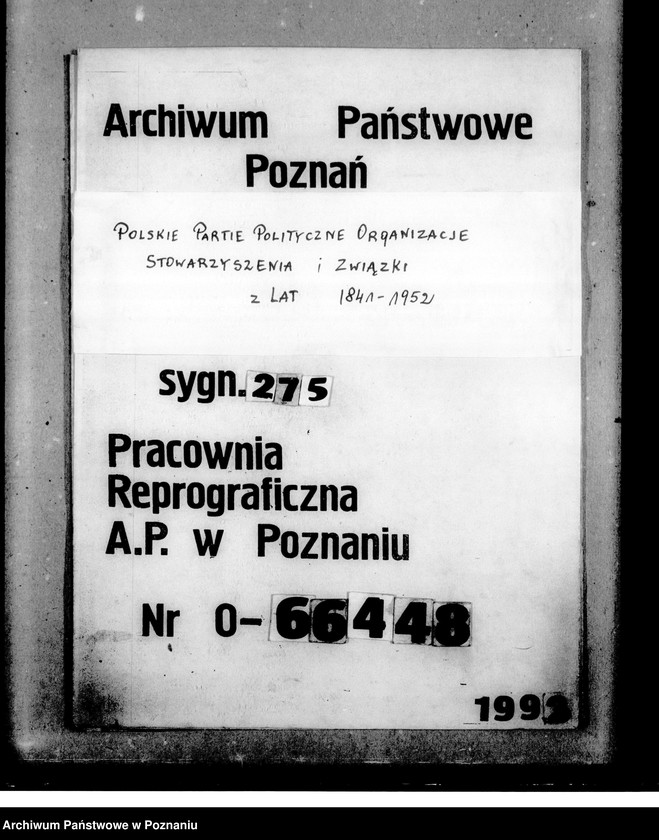 Archiwum Państwowe
Poznań
POLSKIE PARTIE POLITYCZNE ORGANIZACJE
STOWARZYSZENIA i ZWIĄZKI
z LAT 1841-1952
sygn. 275
Pracownia
Reprograficzna
A.P. w Poznaniu
Nr O-66448
Archiwum Państwowe w Poznaniu